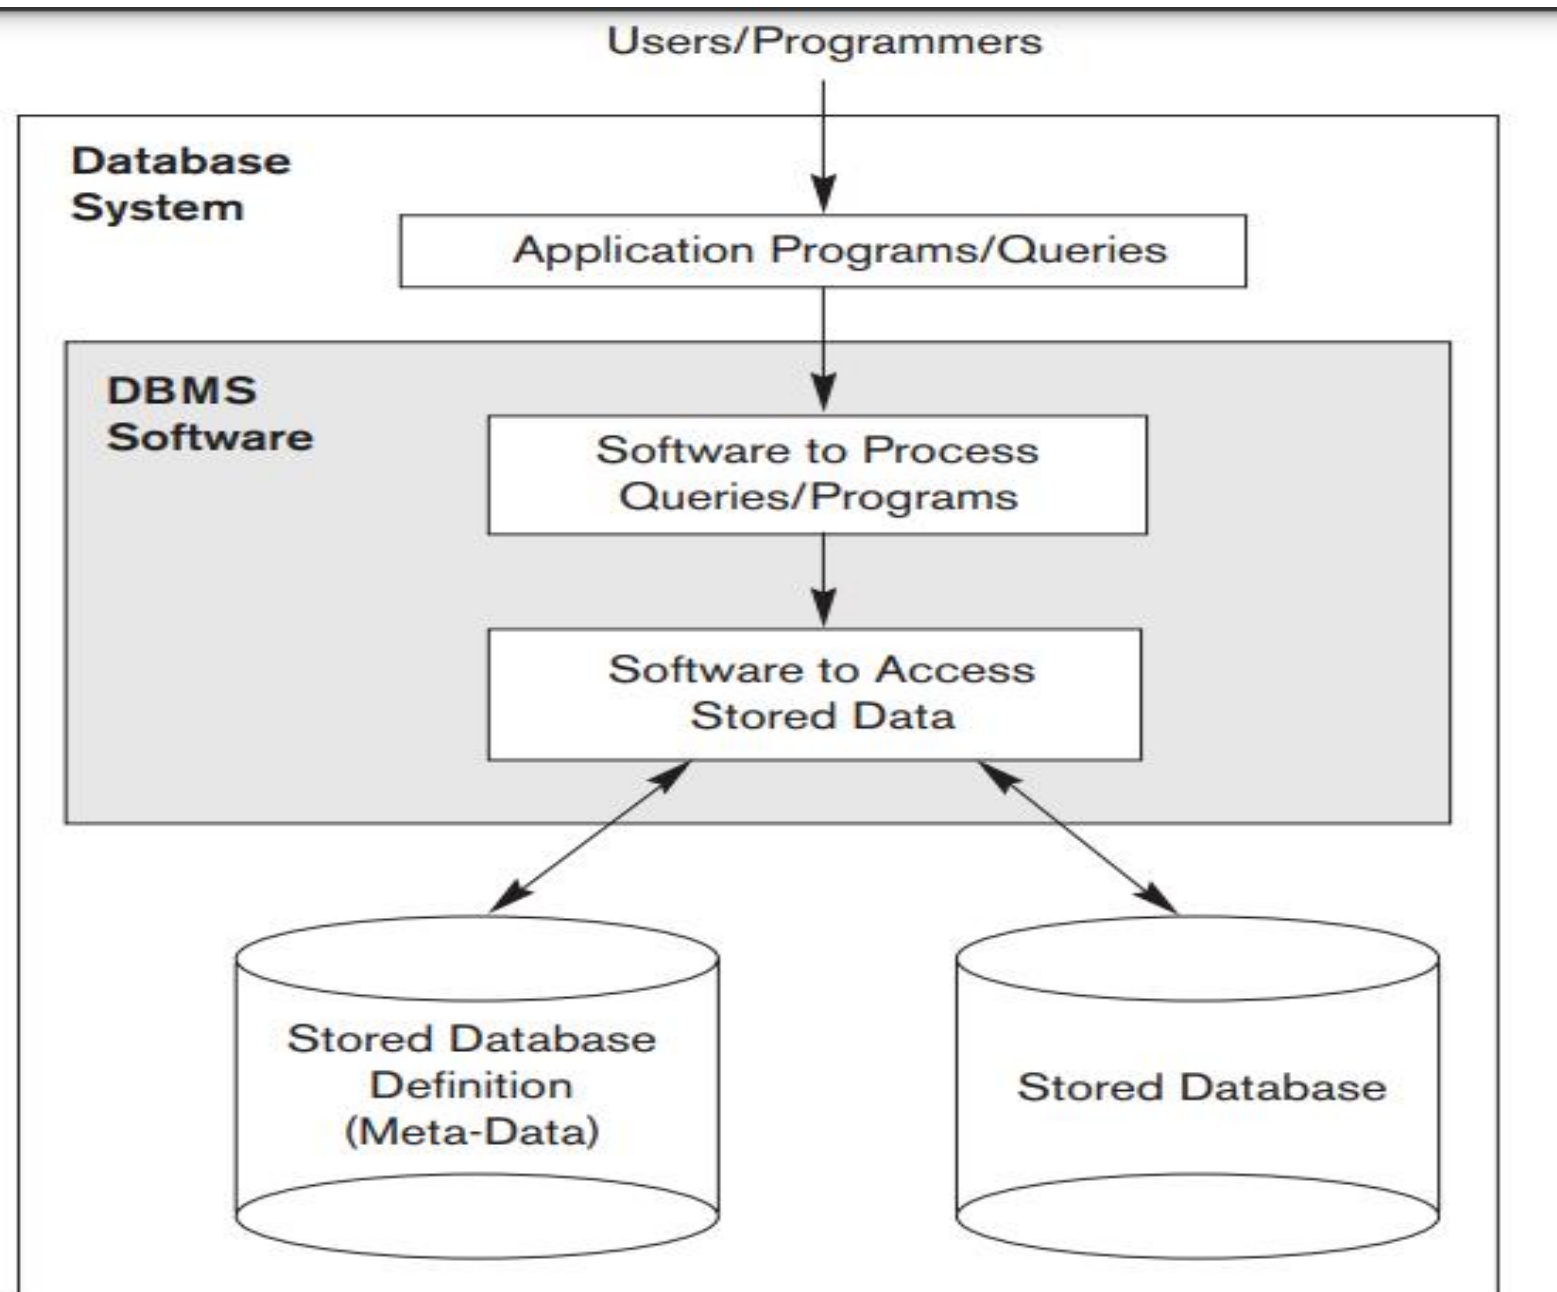 Users/Programmers
Database
System
Application Programs/Queries
DBMS
Software
Software to Process
Queries/Programs
Software to Access
Stored Data
Stored Database
Definition
(Meta-Data)
Stored Database